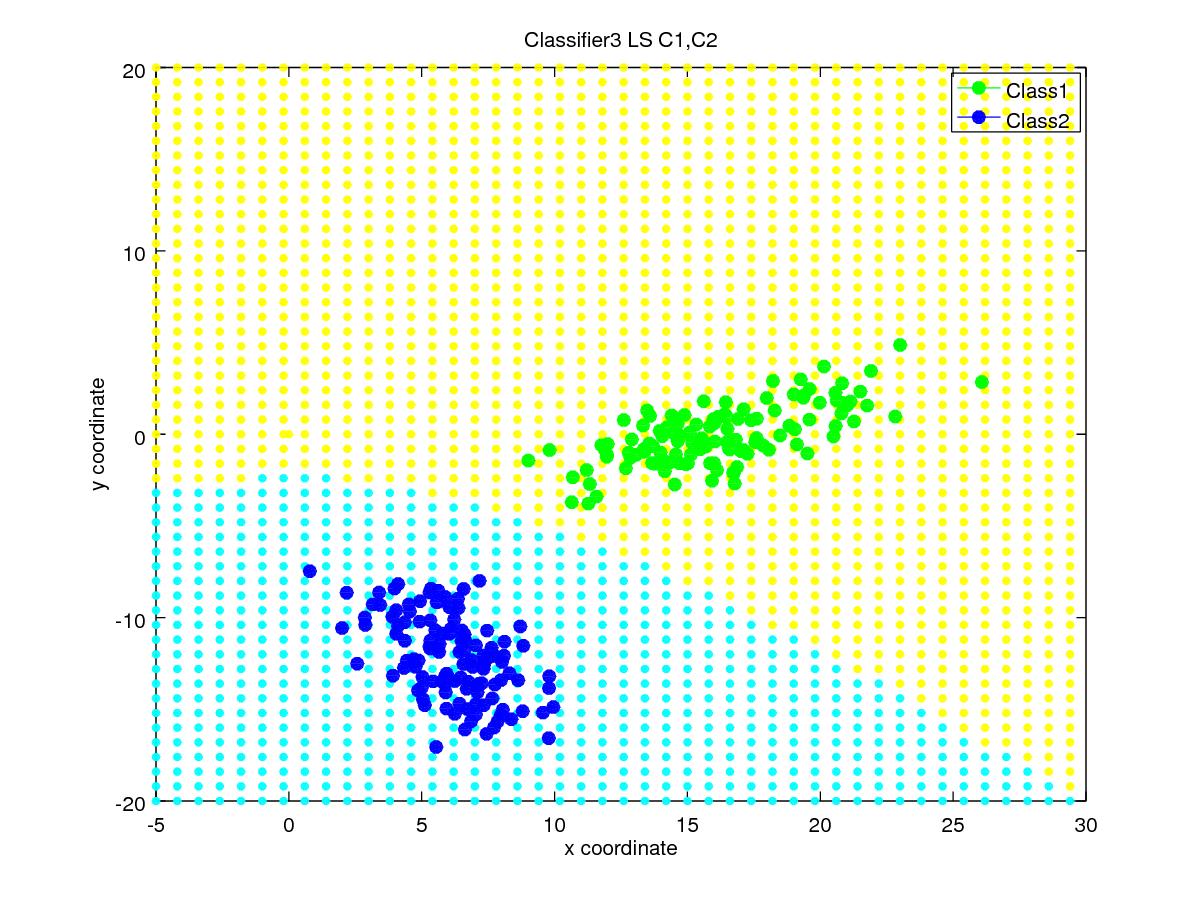 Classifier3 LS C1,C2
Class1
Class2
20
10
0
-10
-20
y coordinate
-5 0 5 10 15 20 25 30
x coordinate